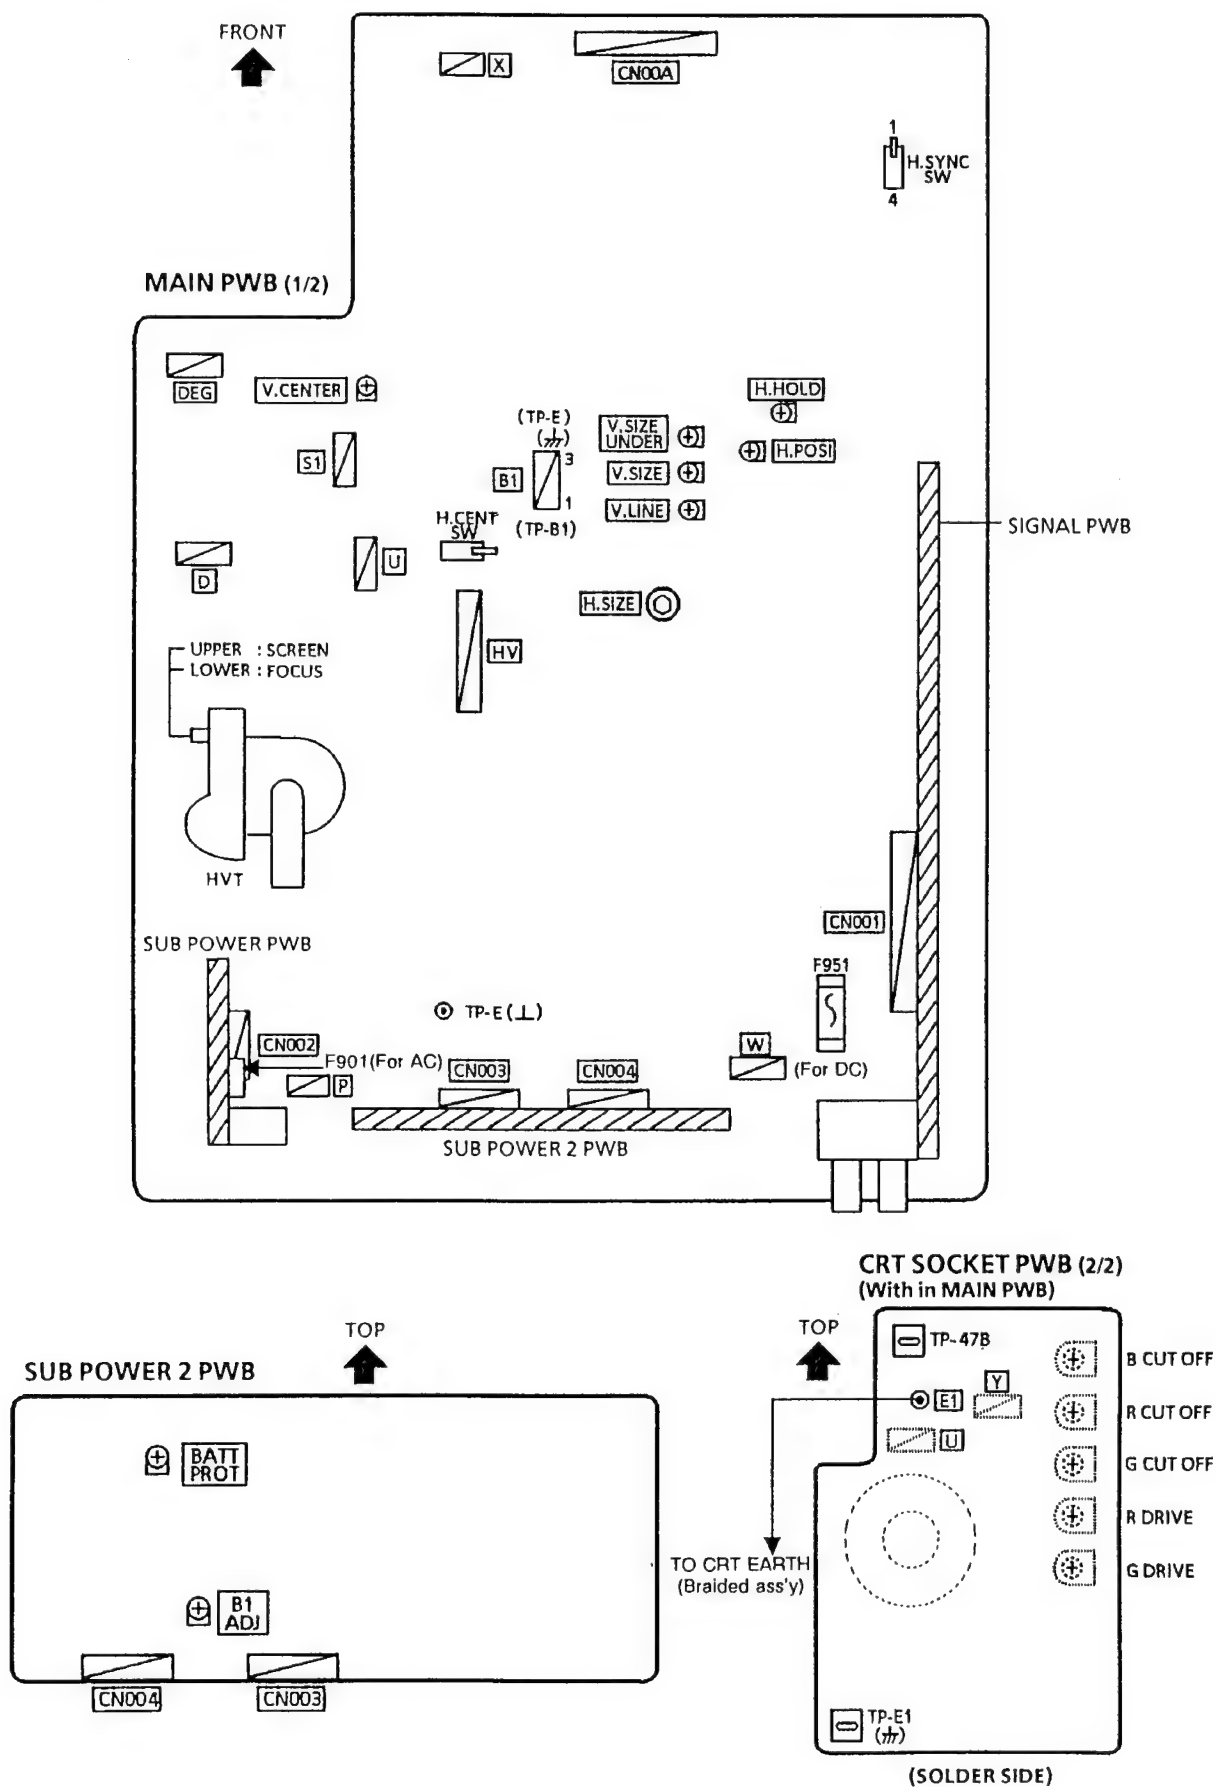 FRONT
X
CN00A
1
H.SYNC
SW
4
MAIN PWB (1/2)
DEG
V.CENTER
H.HOLD
(TP-E)
V.SIZE
UNDER
3
H.POSI
S1
B1
V.SIZE
1
V.LINE
H.CENT
SW
(TP-B1)
SIGNAL PWB
D
U
H.SIZE
UPPER : SCREEN
LOWER : FOCUS
HV
HVT
CN001
SUB POWER PWB
F951
TP-E (⊥)
CN002
F901(For AC)
W
(For DC)
P
CN003
CN004
SUB POWER 2 PWB
CRT SOCKET PWB (2/2)
(With in MAIN PWB)
TOP
TOP
TP-47B
B CUT OFF
SUB POWER 2 PWB
Y
E1
R CUT OFF
U
BATT
PROT
G CUT OFF
R DRIVE
TO CRT EARTH
(Braided ass'y)
G DRIVE
B1
ADJ
CN004
CN003
TP-E1
(SOLDER SIDE)